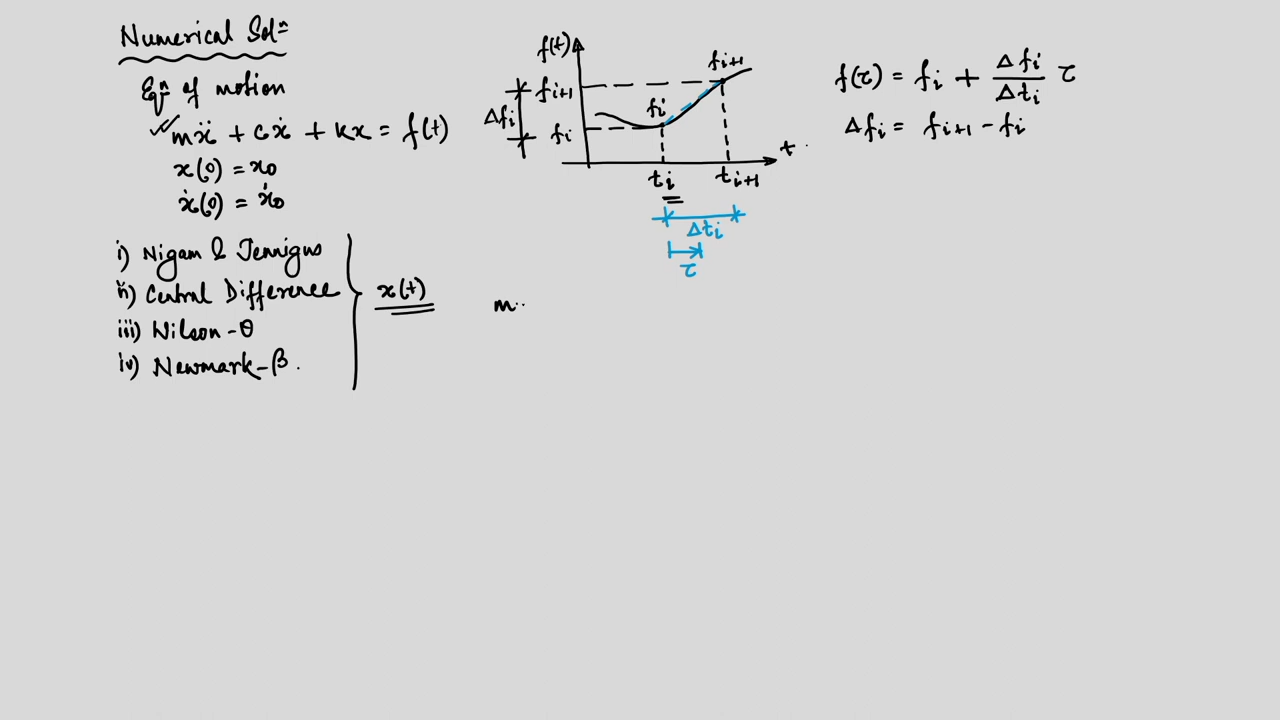 Numerical Solⁿ
Eqⁿ of motion
mẍ + cẋ + kx = f(t)
x(0) = x₀
ẋ(0) = ẋ₀
i) Nigam & Jennigns
ii) Central Difference
iii) Wilson-θ
iv) Newmark-β.
x(t)
f(t)
fᵢ₊₁
Δfᵢ
fᵢ
fᵢ
fᵢ₊₁
t
tᵢ
tᵢ₊₁
Δtᵢ
τ
f(τ) = fᵢ + Δfᵢ/Δtᵢ τ
Δfᵢ = fᵢ₊₁ - fᵢ
m